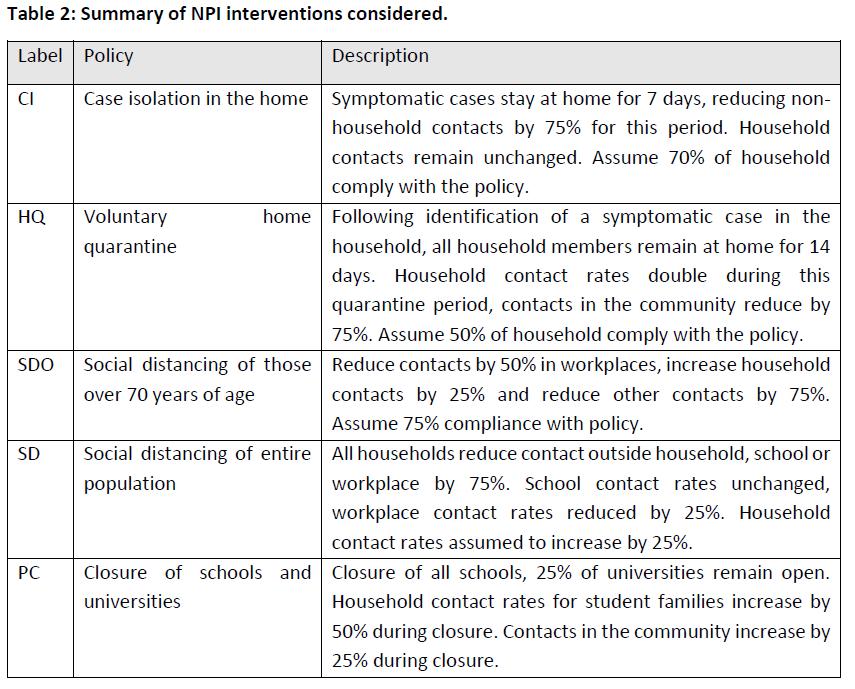 Table 2: Summary of NPI interventions considered.
Label Policy Description
CI Case isolation in the home Symptomatic cases stay at home for 7 days, reducing non-
household contacts by 75% for this period. Household
contacts remain unchanged. Assume 70% of household
comply with the policy.
HQ Voluntary home Following identification of a symptomatic case in the
quarantine household, all household members remain at home for 14
days. Household contact rates double during this
quarantine period, contacts in the community reduce by
75%. Assume 50% of household comply with the policy.
SDO Social distancing of those Reduce contacts by 50% in workplaces, increase household
over 70 years of age contacts by 25% and reduce other contacts by 75%.
Assume 75% compliance with policy.
SD Social distancing of entire All households reduce contact outside household, school or
population workplace by 75%. School contact rates unchanged,
workplace contact rates reduced by 25%. Household
contact rates assumed to increase by 25%.
PC Closure of schools and Closure of all schools, 25% of universities remain open.
universities Household contact rates for student families increase by
50% during closure. Contacts in the community increase by
25% during closure.